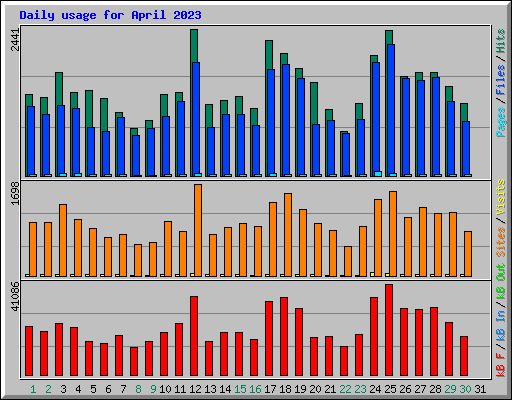 Daily usage for April 2023
2441
Pages / Files / Hits
1698
Sites / Visits
41086
kB F / kB In / kB Out
1 2 3 4 5 6 7 8 9 10 11 12 13 14 15 16 17 18 19 20 21 22 23 24 25 26 27 28 29 30 31